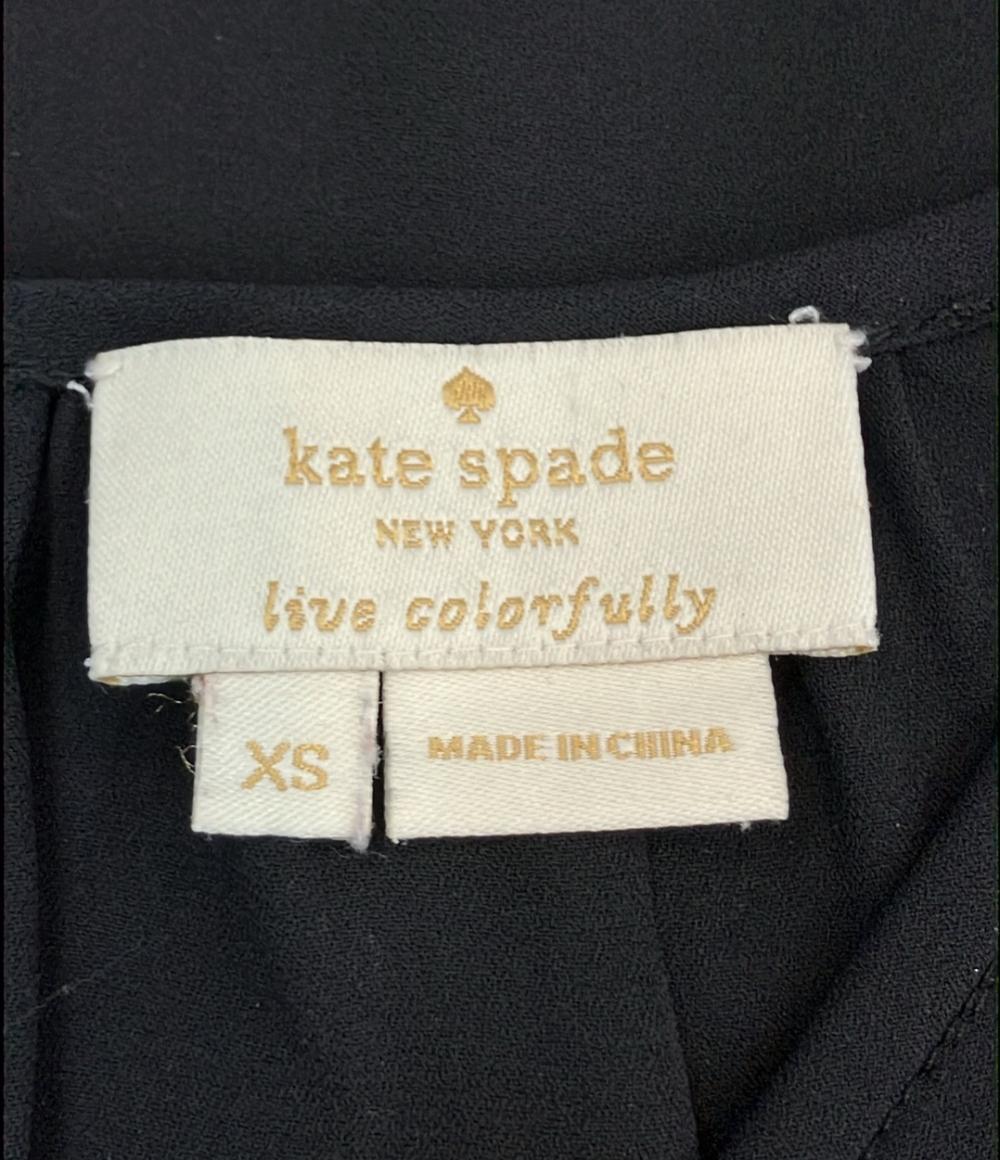 kate spade
NEW YORK
live colorfully
XS
MADE IN CHINA